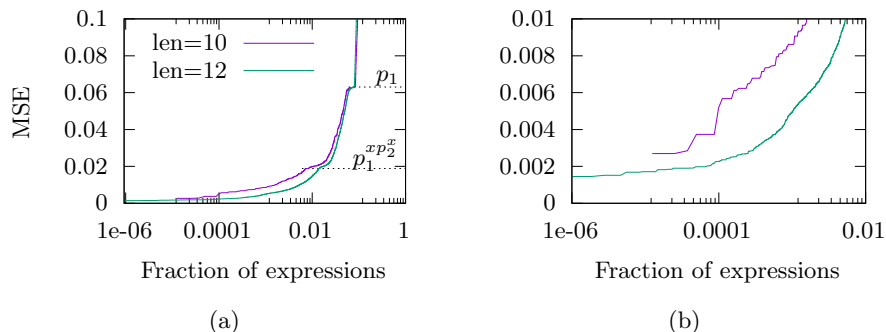 0.1
0.08
0.06
0.04
0.02
0
MSE
len=10
len=12
p₁
p₁^{xp₂^x}
1e-06 0.0001 0.01 1
Fraction of expressions
(a)
0.01
0.008
0.006
0.004
0.002
0
1e-06 0.0001 0.01
Fraction of expressions
(b)